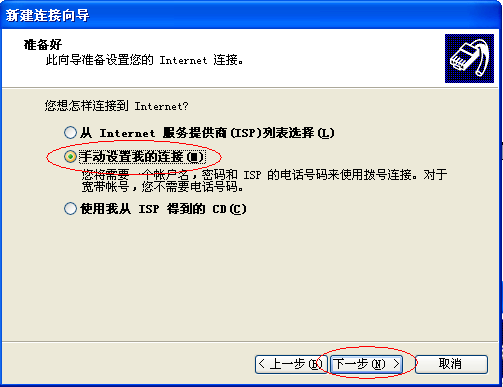 新建连接向导
准备好
此向导准备设置您的 Internet 连接。
您想怎样连接到 Internet?
从 Internet 服务提供商(ISP)列表选择(L)
手动设置我的连接(M)
您将需要一个帐户名，密码和 ISP 的电话号码来使用拨号连接。对于
宽带帐号，您不需要电话号码。
使用我从 ISP 得到的 CD(C)
< 上一步(B) 下一步(N) > 取消